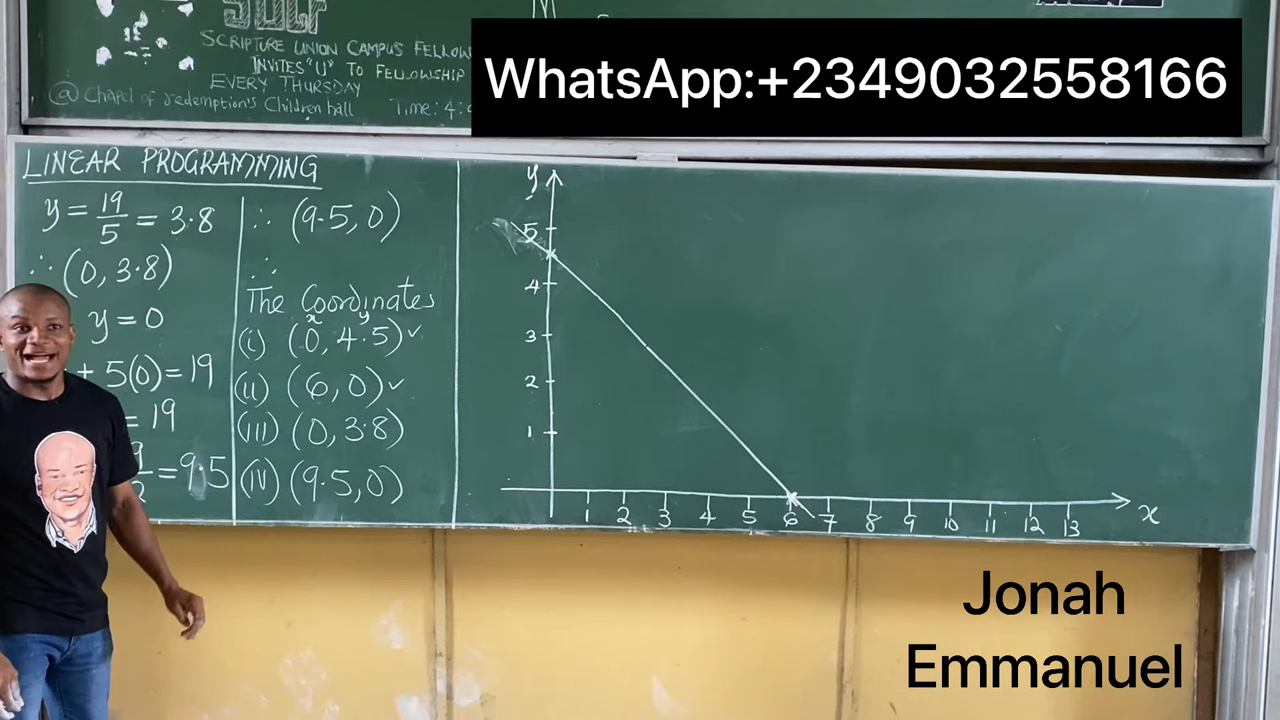 SCRIPTURE UNION CAMPUS FELLOW
INVITES "U" TO FELLOWSHIP
EVERY THURSDAY
@ Chapel of redemption's Children hall Time: 4:
WhatsApp:+2349032558166
LINEAR PROGRAMMING
y = 19/5 = 3.8
∴ (0, 3.8)
y = 0
+ 5(0) = 19
= 19
= 9.5
∴ (9.5, 0)
∴
The Coordinates
x y
(i) (0, 4.5) ✓
(ii) (6, 0) ✓
(iii) (0, 3.8)
(iv) (9.5, 0)
y
5
4
3
2
1
1 2 3 4 5 6 7 8 9 10 11 12 13
x
Jonah
Emmanuel